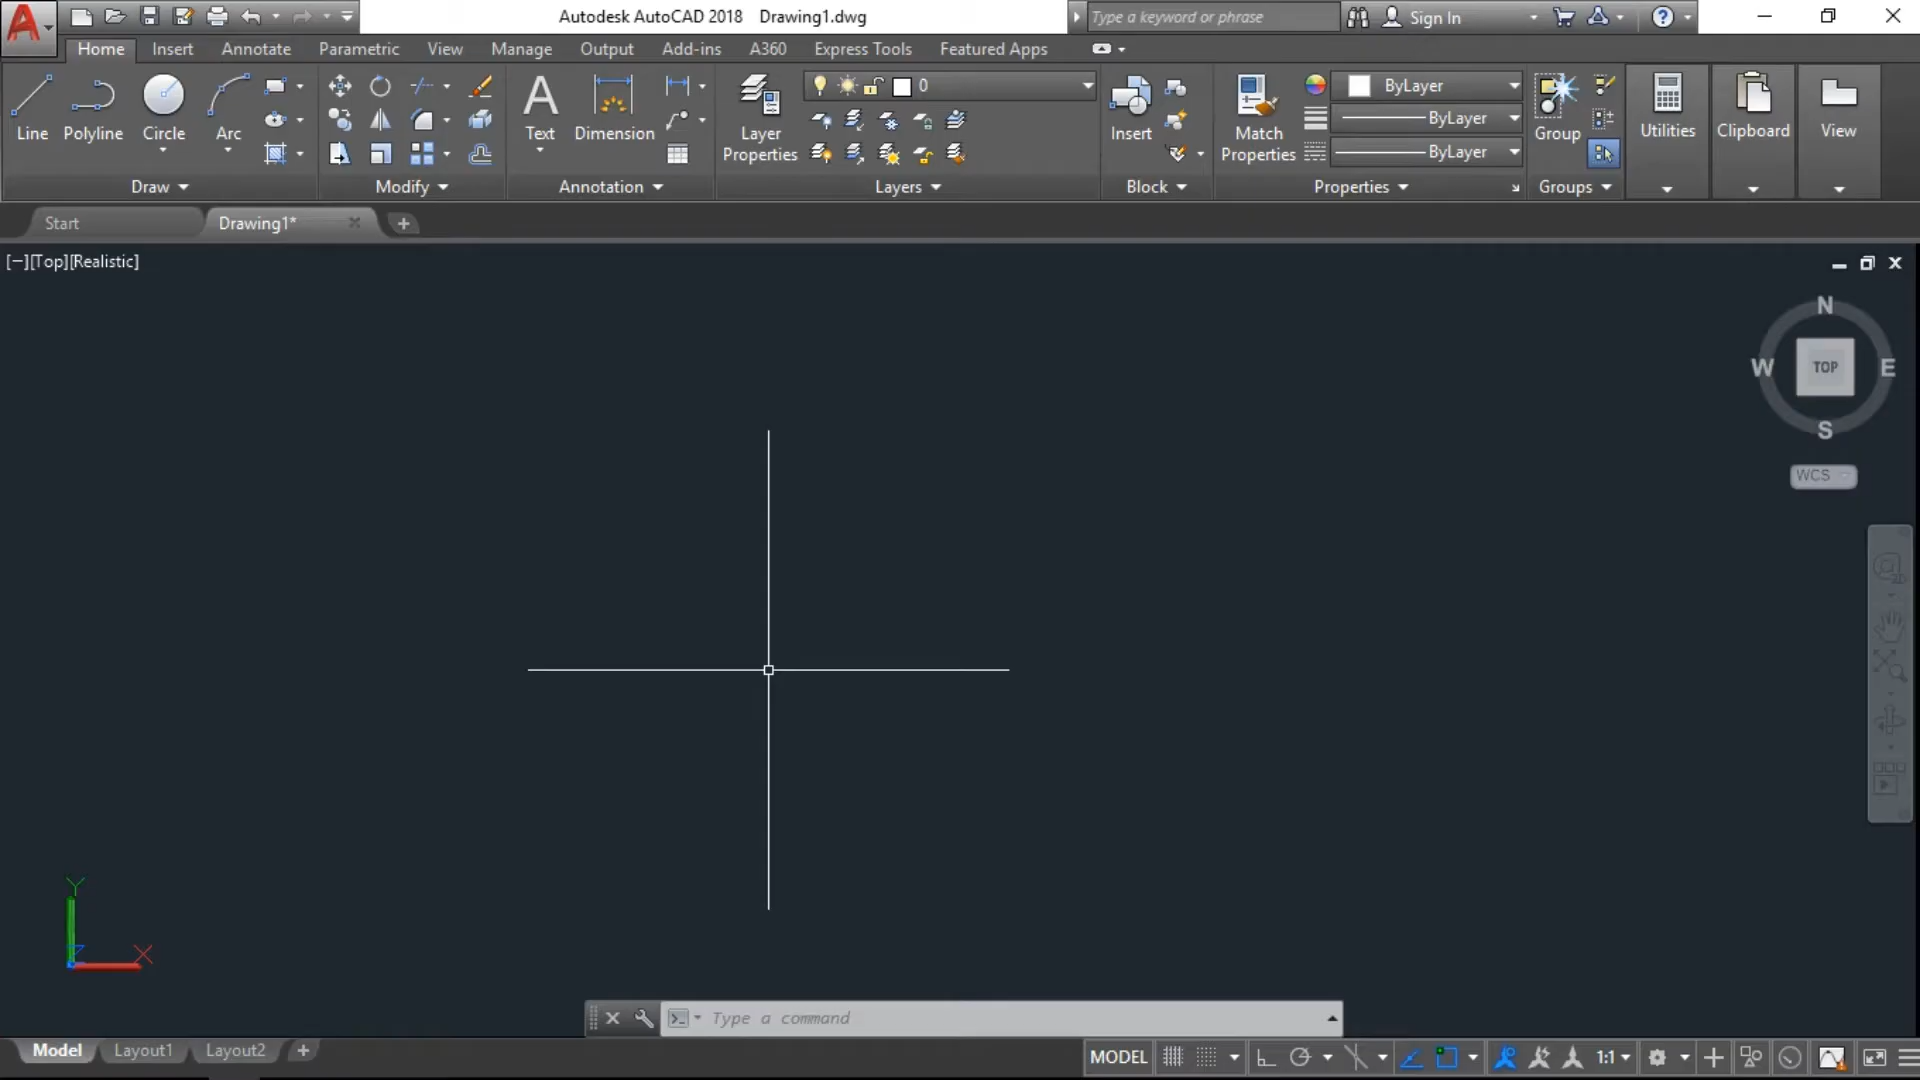 Autodesk AutoCAD 2018 Drawing1.dwg
Type a keyword or phrase
Sign In
Home Insert Annotate Parametric View Manage Output Add-ins A360 Express Tools Featured Apps
Line Polyline Circle Arc
Text Dimension
Layer Properties
0
Insert
Match Properties
ByLayer
ByLayer
ByLayer
Group
Utilities
Clipboard
View
Draw Modify Annotation Layers Block Properties Groups
Start Drawing1*
[−][Top][Realistic]
N
W TOP E
S
WCS
Y
X
Type a command
Model Layout1 Layout2
MODEL
1:1